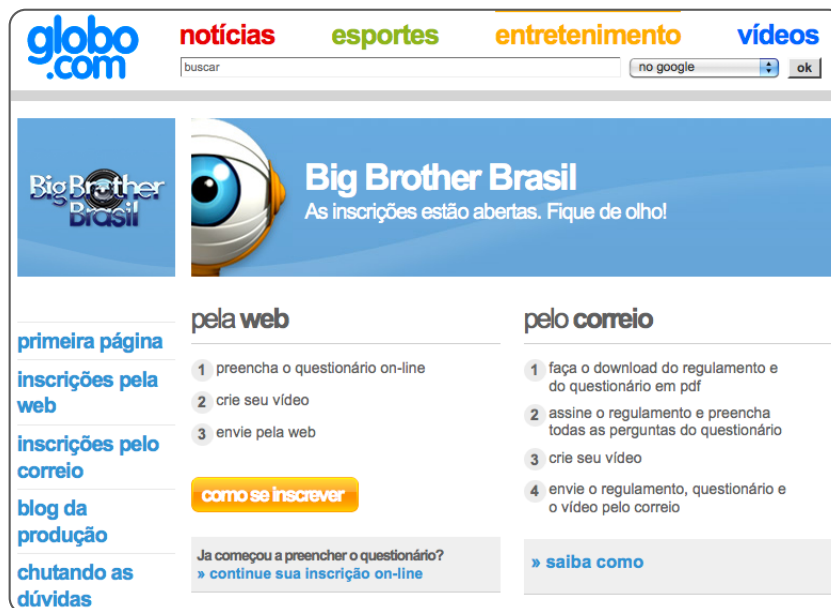 globo
.com
notícias
esportes
entretenimento
vídeos
buscar
no google
ok
Big Brother
Brasil
Big Brother Brasil
As inscrições estão abertas. Fique de olho!
primeira página
inscrições pela
web
inscrições pelo
correio
blog da
produção
chutando as
dúvidas
pela web
1 preencha o questionário on-line
2 crie seu vídeo
3 envie pela web
como se inscrever
Ja começou a preencher o questionário?
» continue sua inscrição on-line
pelo correio
1 faça o download do regulamento e
do questionário em pdf
2 assine o regulamento e preencha
todas as perguntas do questionário
3 crie seu vídeo
4 envie o regulamento, questionário e
o vídeo pelo correio
» saiba como